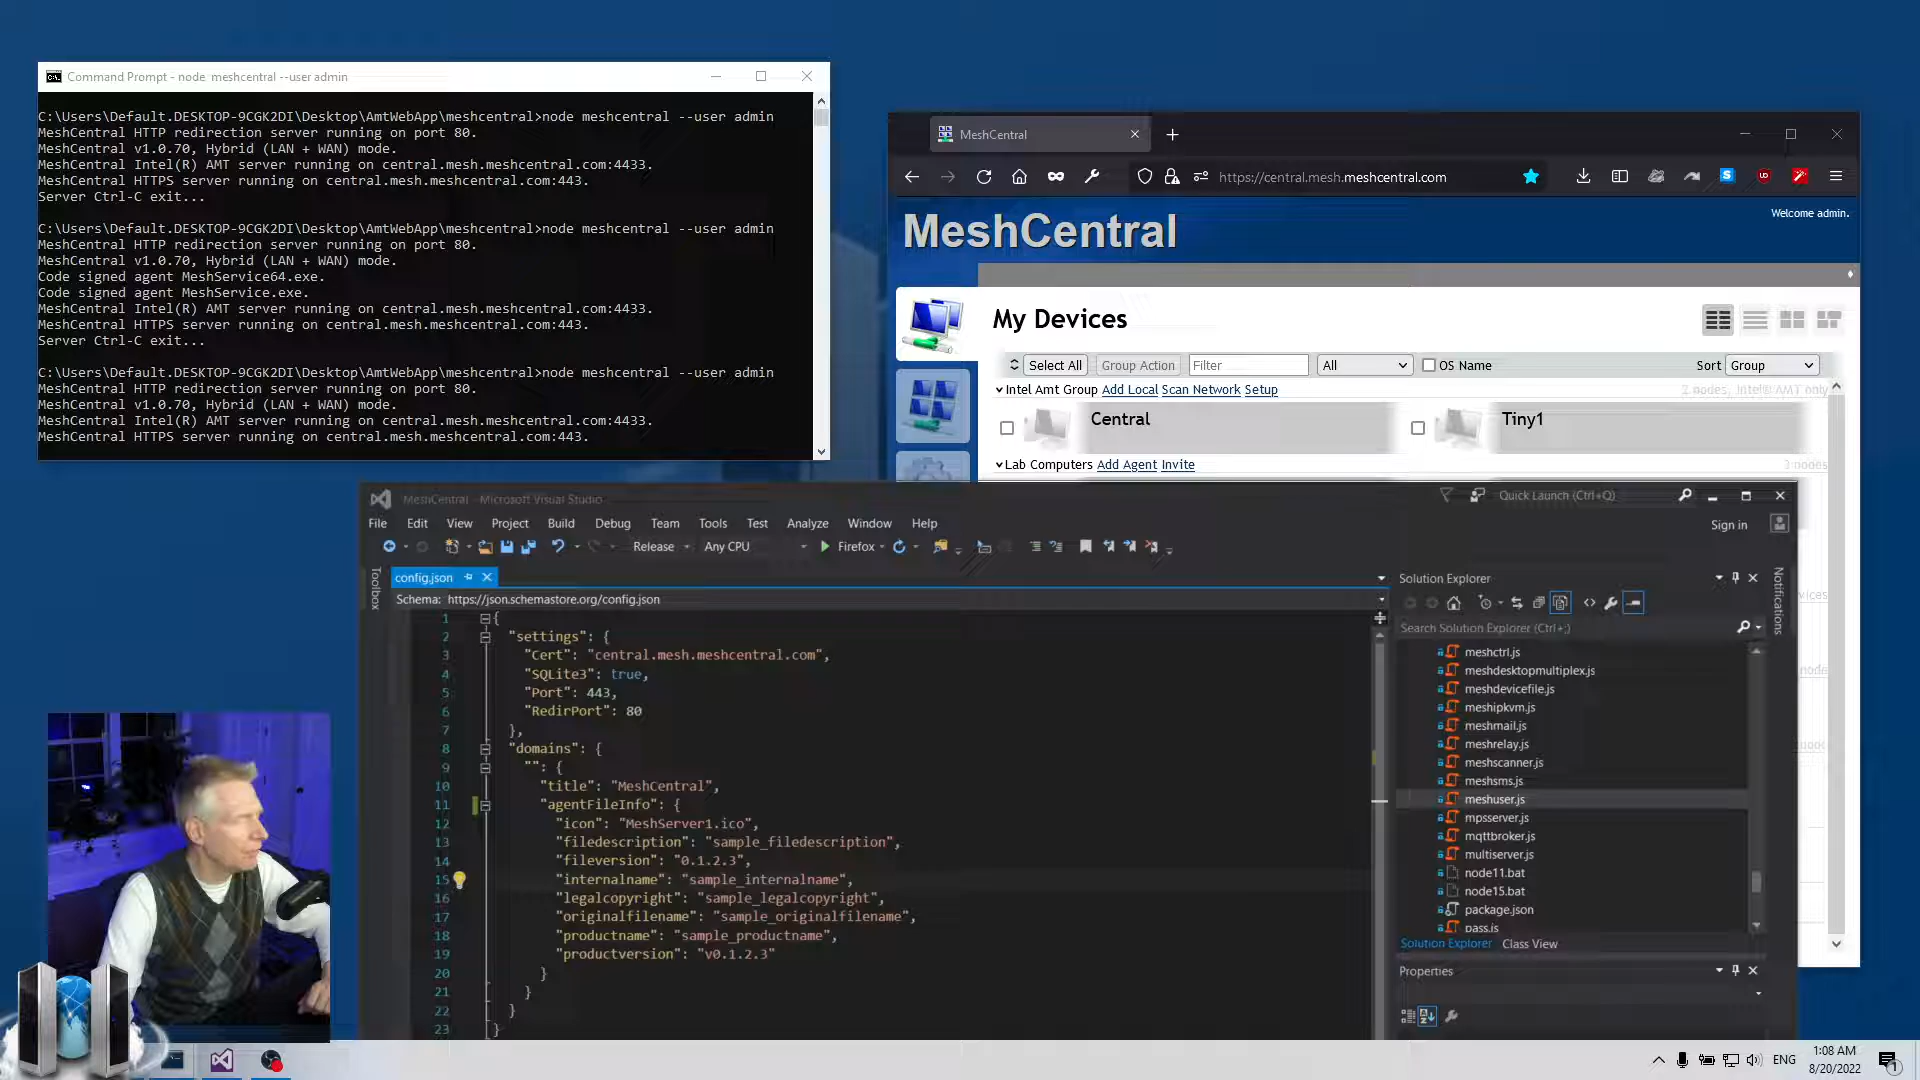 Command Prompt - node  meshcentral --user admin
C:\Users\Default.DESKTOP-9CGK2DI\Desktop\AmtWebApp\meshcentral>node meshcentral --user admin
MeshCentral HTTP redirection server running on port 80.
MeshCentral v1.0.70, Hybrid (LAN + WAN) mode.
MeshCentral Intel(R) AMT server running on central.mesh.meshcentral.com:4433.
MeshCentral HTTPS server running on central.mesh.meshcentral.com:443.
Server Ctrl-C exit...
C:\Users\Default.DESKTOP-9CGK2DI\Desktop\AmtWebApp\meshcentral>node meshcentral --user admin
MeshCentral HTTP redirection server running on port 80.
MeshCentral v1.0.70, Hybrid (LAN + WAN) mode.
Code signed agent MeshService64.exe.
Code signed agent MeshService.exe.
MeshCentral Intel(R) AMT server running on central.mesh.meshcentral.com:4433.
MeshCentral HTTPS server running on central.mesh.meshcentral.com:443.
Server Ctrl-C exit...
C:\Users\Default.DESKTOP-9CGK2DI\Desktop\AmtWebApp\meshcentral>node meshcentral --user admin
MeshCentral HTTP redirection server running on port 80.
MeshCentral v1.0.70, Hybrid (LAN + WAN) mode.
MeshCentral Intel(R) AMT server running on central.mesh.meshcentral.com:4433.
MeshCentral HTTPS server running on central.mesh.meshcentral.com:443.
MeshCentral
https://central.mesh.meshcentral.com
MeshCentral
Welcome admin.
My Devices
Select All Group Action Filter All OS Name Sort Group
Intel Amt Group Add Local Scan Network Setup 2 nodes, Intel® AMT only
Central Tiny1
Lab Computers Add Agent Invite 3 nodes
MeshCentral - Microsoft Visual Studio
Quick Launch (Ctrl+Q)
File Edit View Project Build Debug Team Tools Test Analyze Window Help
Sign in
Release Any CPU Firefox
Toolbox
config.json
Schema: https://json.schemastore.org/config.json
1 {
2 "settings": {
3 "Cert": "central.mesh.meshcentral.com",
4 "SQLite3": true,
5 "Port": 443,
6 "RedirPort": 80
7 },
8 "domains": {
9 "": {
10 "title": "MeshCentral",
11 "agentFileInfo": {
12 "icon": "MeshServer1.ico",
13 "filedescription": "sample_filedescription",
14 "fileversion": "0.1.2.3",
15 "internalname": "sample_internalname",
16 "legalcopyright": "sample_legalcopyright",
17 "originalfilename": "sample_originalfilename",
18 "productname": "sample_productname",
19 "productversion": "v0.1.2.3"
20 }
21 }
22 }
23 }
Solution Explorer
Search Solution Explorer (Ctrl+;)
meshctrl.js
meshdesktopmultiplex.js
meshdevicefile.js
meshipkvm.js
meshmail.js
meshrelay.js
meshscanner.js
meshsms.js
meshuser.js
mpsserver.js
mqttbroker.js
multiserver.js
node11.bat
node15.bat
package.json
pass.js
Solution Explorer Class View
Properties
Notifications
ENG
1:08 AM
8/20/2022
1